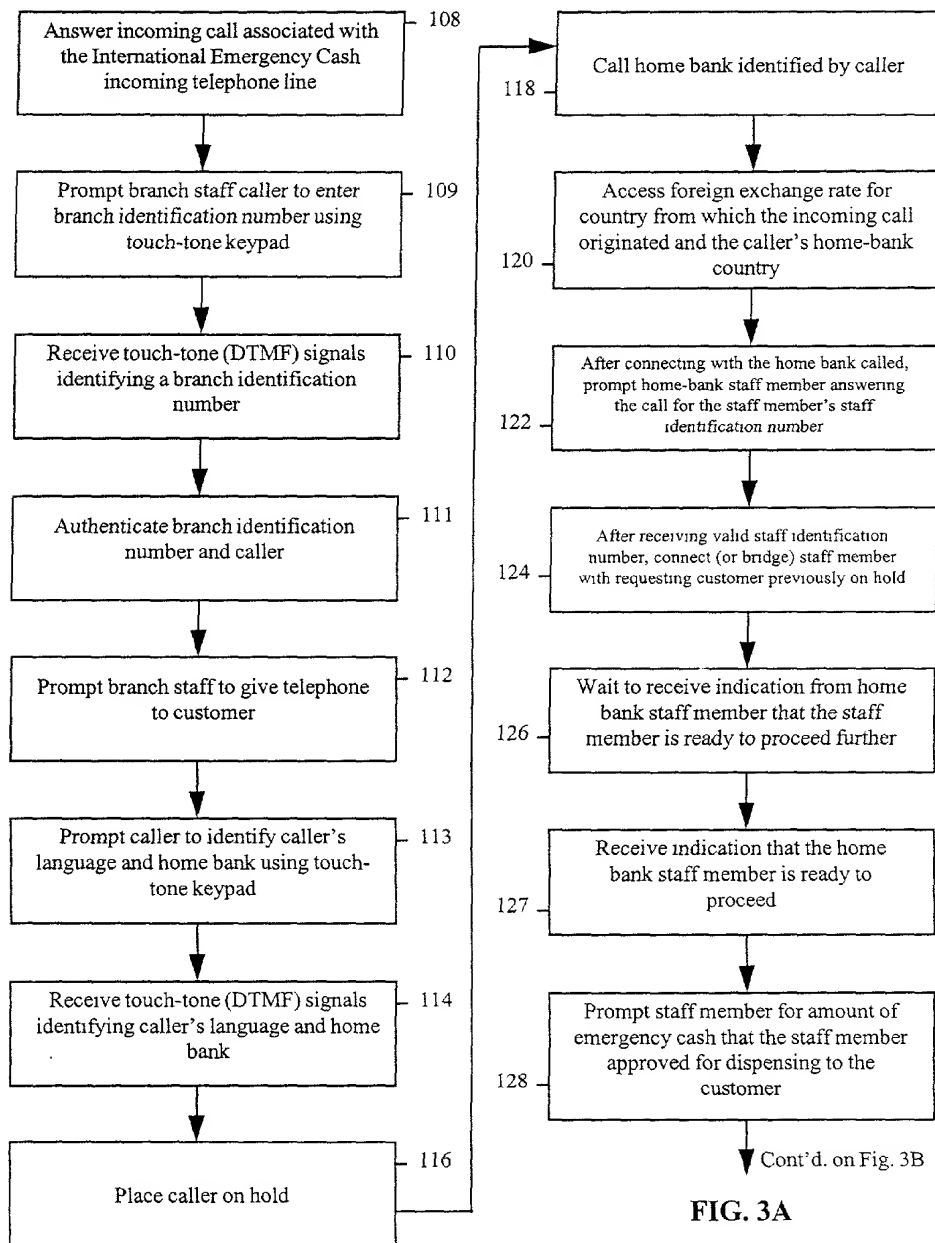 Answer incoming call associated with
the International Emergency Cash
incoming telephone line
108
Prompt branch staff caller to enter
branch identification number using
touch-tone keypad
109
Receive touch-tone (DTMF) signals
identifying a branch identification
number
110
Authenticate branch identification
number and caller
111
Prompt branch staff to give telephone
to customer
112
Prompt caller to identify caller's
language and home bank using touch-
tone keypad
113
Receive touch-tone (DTMF) signals
identifying caller's language and home
bank
114
Place caller on hold
116
Call home bank identified by caller
118
Access foreign exchange rate for
country from which the incoming call
originated and the caller's home-bank
country
120
After connecting with the home bank called,
prompt home-bank staff member answering
the call for the staff member's staff
identification number
122
After receiving valid staff identification
number, connect (or bridge) staff member
with requesting customer previously on hold
124
Wait to receive indication from home
bank staff member that the staff
member is ready to proceed further
126
Receive indication that the home
bank staff member is ready to
proceed
127
Prompt staff member for amount of
emergency cash that the staff member
approved for dispensing to the
customer
128
Cont'd. on Fig. 3B
FIG. 3A